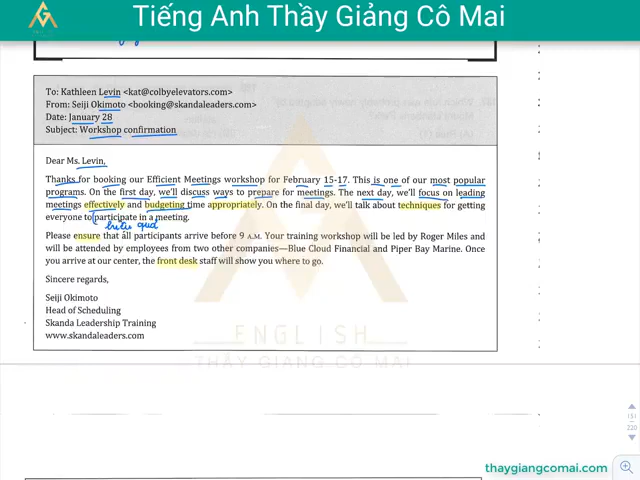 Tiếng Anh Thầy Giảng Cô Mai
To: Kathleen Levin <kat@colbyelevators.com>
From: Seiji Okimoto <booking@skandaleaders.com>
Date: January 28
Subject: Workshop confirmation
Dear Ms. Levin,
Thanks for booking our Efficient Meetings workshop for February 15-17. This is one of our most popular
programs. On the first day, we'll discuss ways to prepare for meetings. The next day, we'll focus on leading
meetings effectively and budgeting time appropriately. On the final day, we'll talk about techniques for getting
everyone to participate in a meeting.
hiệu quả
Please ensure that all participants arrive before 9 A.M. Your training workshop will be led by Roger Miles and
will be attended by employees from two other companies—Blue Cloud Financial and Piper Bay Marine. Once
you arrive at our center, the front desk staff will show you where to go.
Sincere regards,
Seiji Okimoto
Head of Scheduling
Skanda Leadership Training
www.skandaleaders.com
ENGLISH
THẦY GIẢNG CÔ MAI
151
220
thaygiangcomai.com